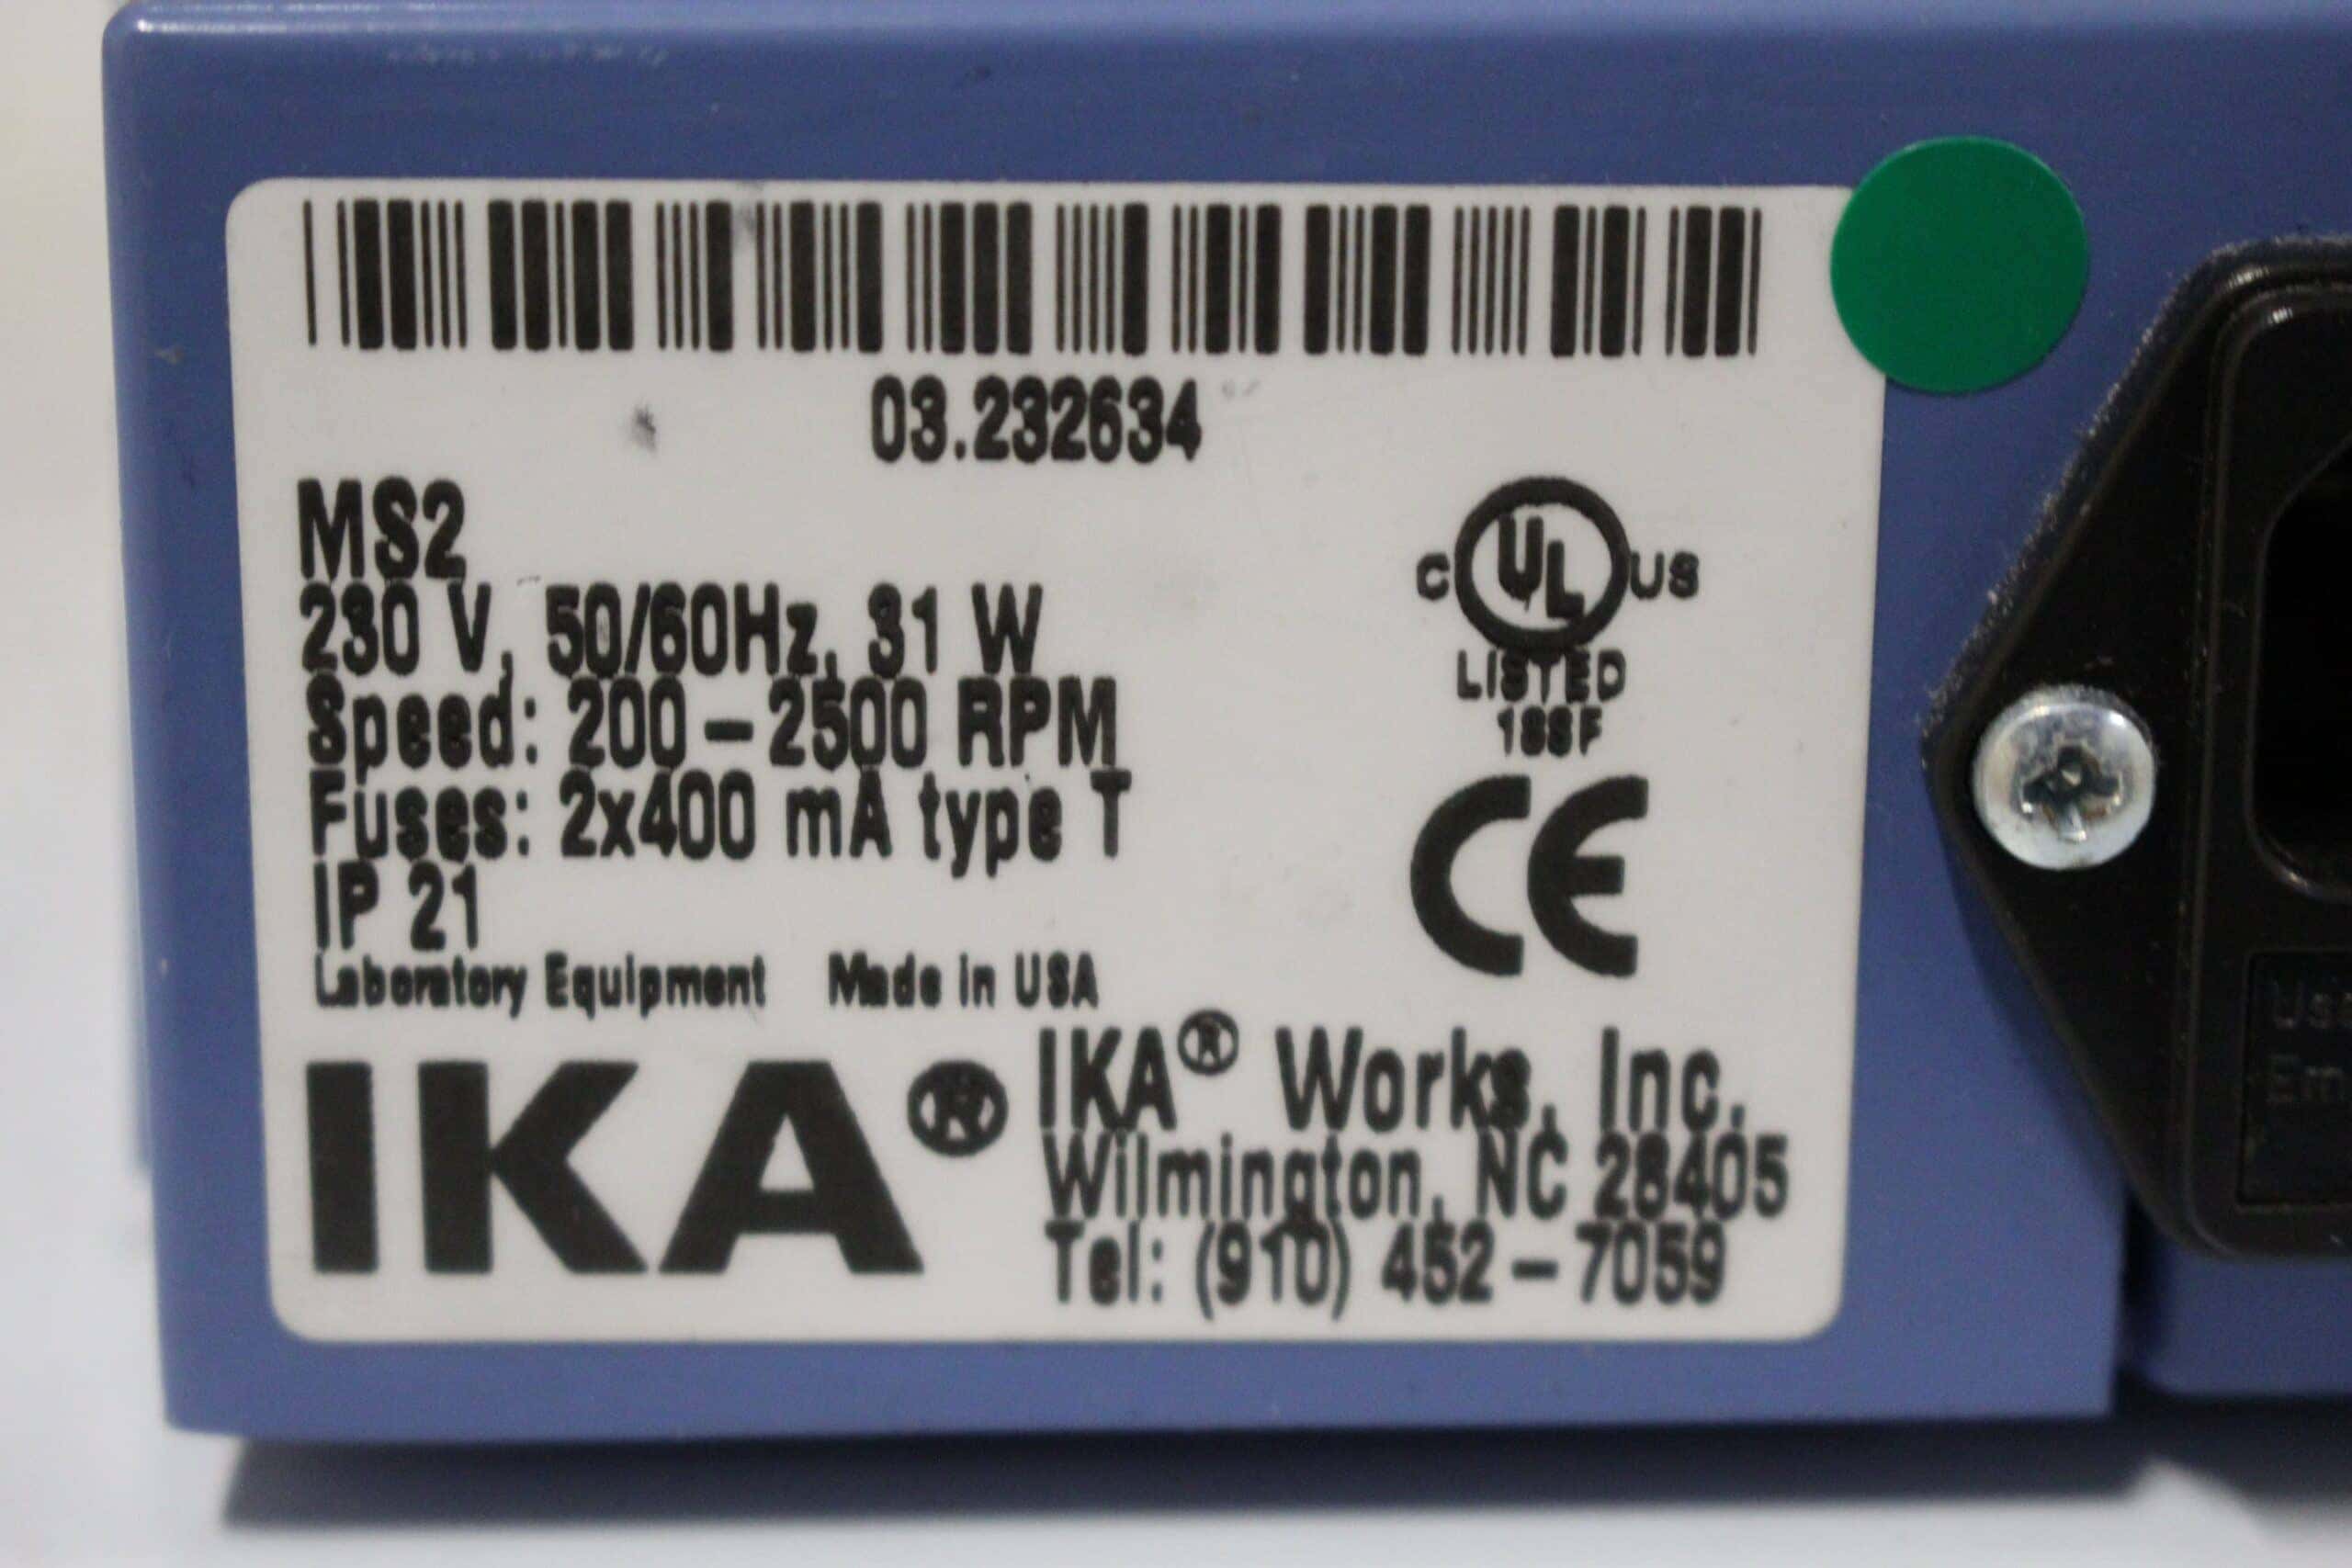 03.232634
MS2
230 V, 50/60Hz, 31 W
Speed: 200-2500 RPM
Fuses: 2x400 mA type T
IP 21
Laboratory Equipment Made in USA
C UL US
LISTED
CE
IKA®
IKA® Works, Inc.
Wilmington, NC 28405
Tel: (910) 452-7059